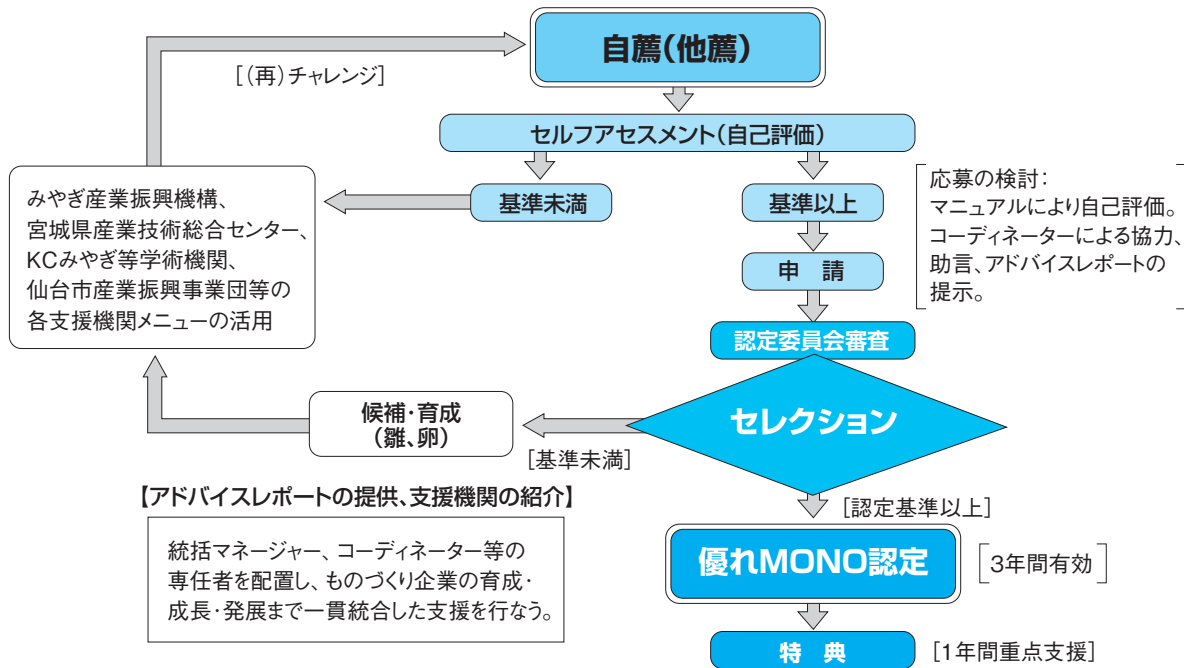 自薦(他薦)
[(再)チャレンジ]
セルフアセスメント(自己評価)
基準未満
基準以上
応募の検討:
マニュアルにより自己評価。
コーディネーターによる協力、
助言、アドバイスレポートの
提示。
みやぎ産業振興機構、
宮城県産業技術総合センター、
KCみやぎ等学術機関、
仙台市産業振興事業団等の
各支援機関メニューの活用
申 請
認定委員会審査
セレクション
候補・育成
(雛、卵)
[基準未満]
【アドバイスレポートの提供、支援機関の紹介】
統括マネージャー、コーディネーター等の
専任者を配置し、ものづくり企業の育成・
成長・発展まで一貫統合した支援を行なう。
[認定基準以上]
優れMONO認定
[3年間有効]
特 典
[1年間重点支援]